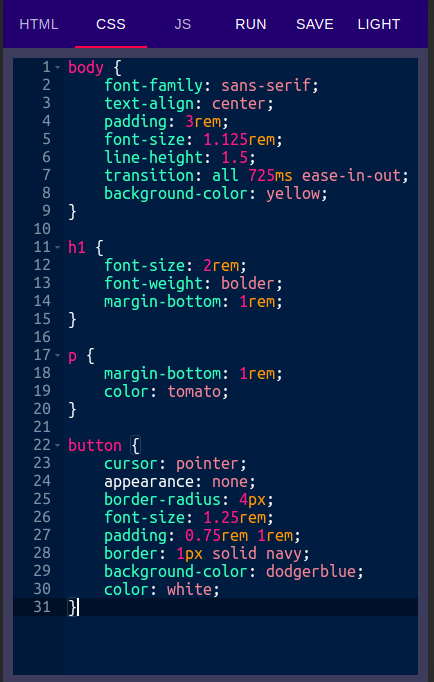 HTML CSS JS RUN SAVE LIGHT
1 body {
2     font-family: sans-serif;
3     text-align: center;
4     padding: 3rem;
5     font-size: 1.125rem;
6     line-height: 1.5;
7     transition: all 725ms ease-in-out;
8     background-color: yellow;
9 }
10
11 h1 {
12     font-size: 2rem;
13     font-weight: bolder;
14     margin-bottom: 1rem;
15 }
16
17 p {
18     margin-bottom: 1rem;
19     color: tomato;
20 }
21
22 button {
23     cursor: pointer;
24     appearance: none;
25     border-radius: 4px;
26     font-size: 1.25rem;
27     padding: 0.75rem 1rem;
28     border: 1px solid navy;
29     background-color: dodgerblue;
30     color: white;
31 }